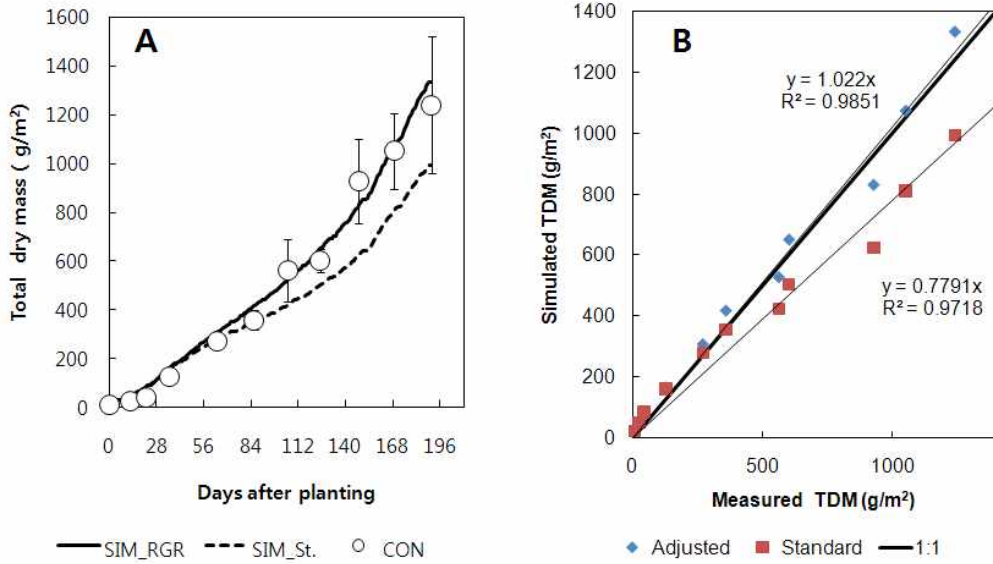 A
Total dry mass ( g/m²)
1600
1400
1200
1000
800
600
400
200
0
0 28 56 84 112 140 168 196
Days after planting
SIM_RGR SIM_St. CON
B
Simulated TDM (g/m²)
1400
1200
1000
800
600
400
200
0
y = 1.022x
R² = 0.9851
y = 0.7791x
R² = 0.9718
0 500 1000
Measured TDM (g/m²)
Adjusted Standard 1:1